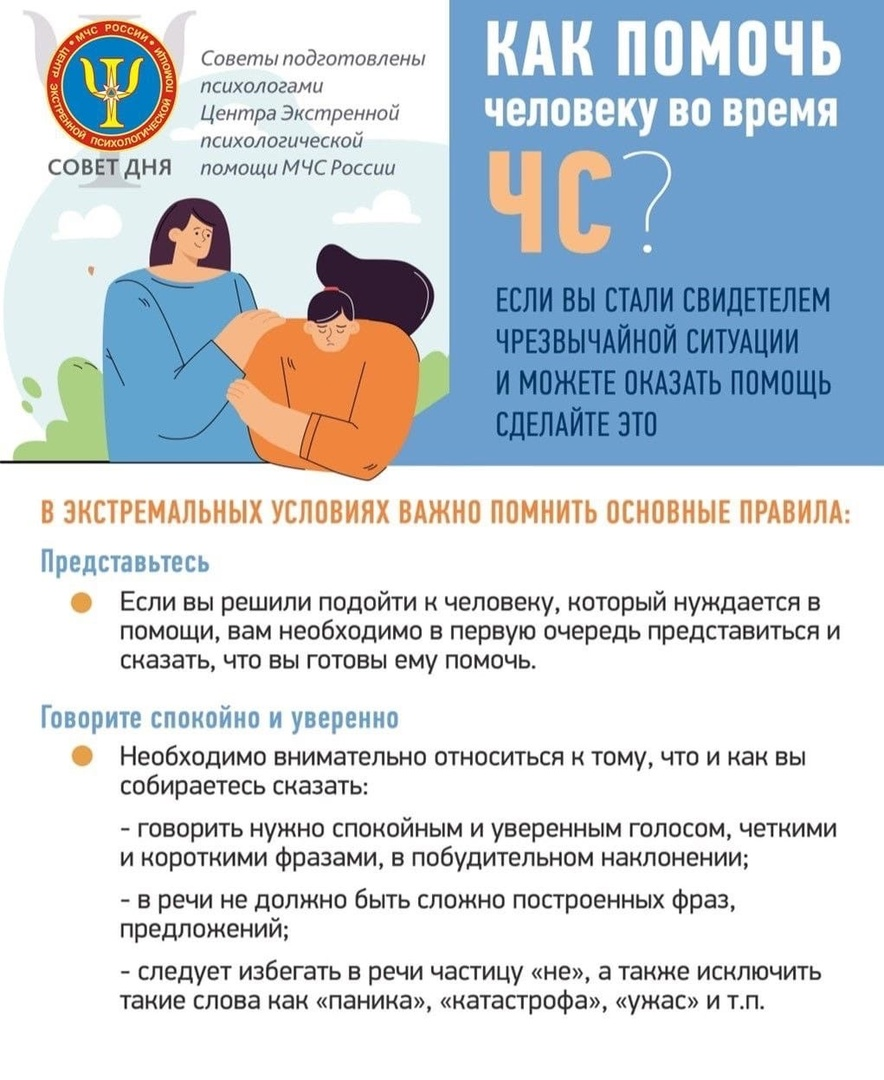 МЧС РОССИИ
ЦЕНТР ЭКСТРЕННОЙ ПСИХОЛОГИЧЕСКОЙ ПОМОЩИ
СОВЕТ ДНЯ
Советы подготовлены
психологами
Центра Экстренной
психологической
помощи МЧС России
КАК ПОМОЧЬ
человеку во время
ЧС?
ЕСЛИ ВЫ СТАЛИ СВИДЕТЕЛЕМ
ЧРЕЗВЫЧАЙНОЙ СИТУАЦИИ
И МОЖЕТЕ ОКАЗАТЬ ПОМОЩЬ
СДЕЛАЙТЕ ЭТО
В ЭКСТРЕМАЛЬНЫХ УСЛОВИЯХ ВАЖНО ПОМНИТЬ ОСНОВНЫЕ ПРАВИЛА:
Представьтесь
Если вы решили подойти к человеку, который нуждается в
помощи, вам необходимо в первую очередь представиться и
сказать, что вы готовы ему помочь.
Говорите спокойно и уверенно
Необходимо внимательно относиться к тому, что и как вы
собираетесь сказать:
- говорить нужно спокойным и уверенным голосом, четкими
и короткими фразами, в побудительном наклонении;
- в речи не должно быть сложно построенных фраз,
предложений;
- следует избегать в речи частицу «не», а также исключить
такие слова как «паника», «катастрофа», «ужас» и т.п.